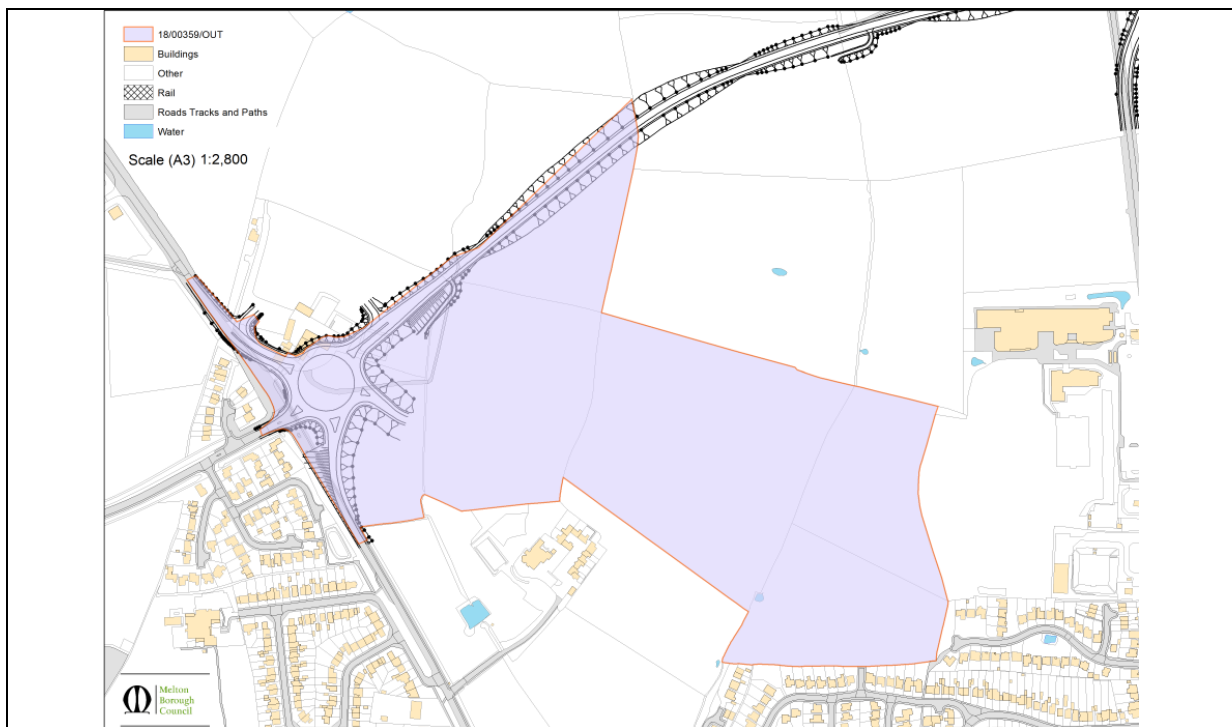 18/00359/OUT
Buildings
Other
Rail
Roads Tracks and Paths
Water
Scale (A3) 1:2,800
Melton
Borough
Council